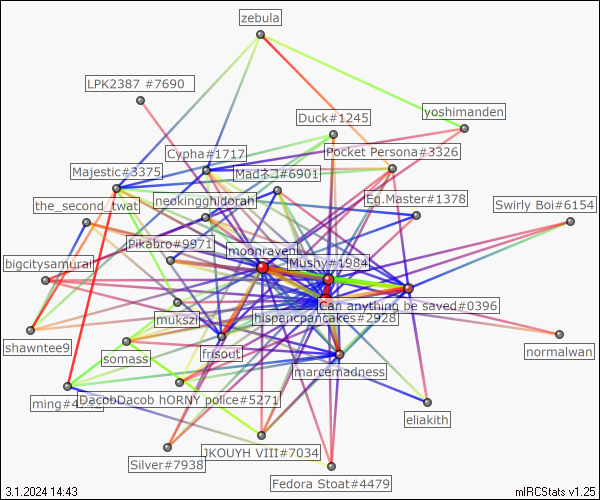 zebula
LPK2387 #7690
yoshimanden
Duck#1245
Cypha#1717
Pocket Persona#3326
Majestic#3375
Madネコ#6901
the_second_twat
neokingghidorah
Eg.Master#1378
Swirly Boi#6154
Pikabro#9971
moonraven
bigcitysamurai
Mushy#1984
Can anything be saved#0396
mukszi
hispancpancakes#2928
shawntee9
somass
frisout
normalwan
marcemadness
ming#4
DacobDacob hORNY police#5271
eliakith
JKOUYH VIII#7034
Silver#7938
Fedora Stoat#4479
3.1.2024 14:43
mIRCStats v1.25